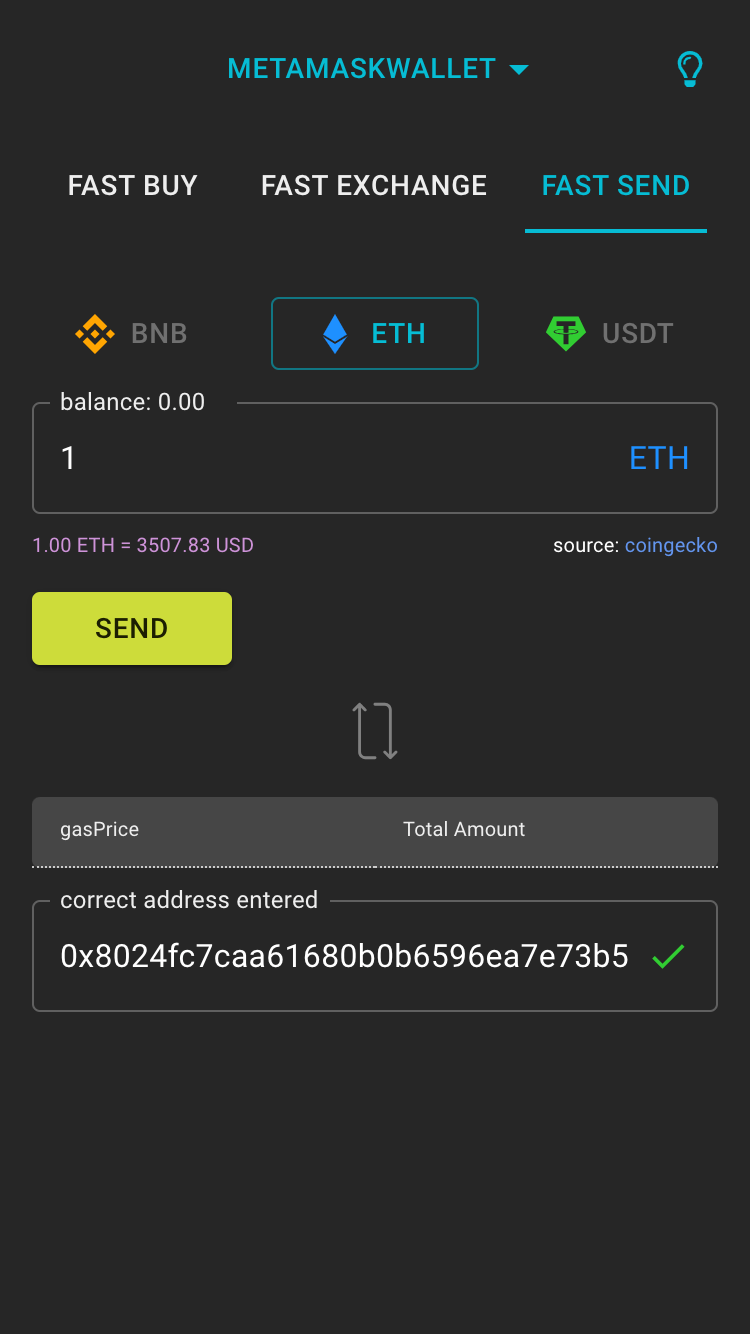 METAMASKWALLET
FAST BUY FAST EXCHANGE FAST SEND
BNB ETH USDT
balance: 0.00
1 ETH
1.00 ETH = 3507.83 USD source: coingecko
SEND
gasPrice Total Amount
correct address entered
0x8024fc7caa61680b0b6596ea7e73b5